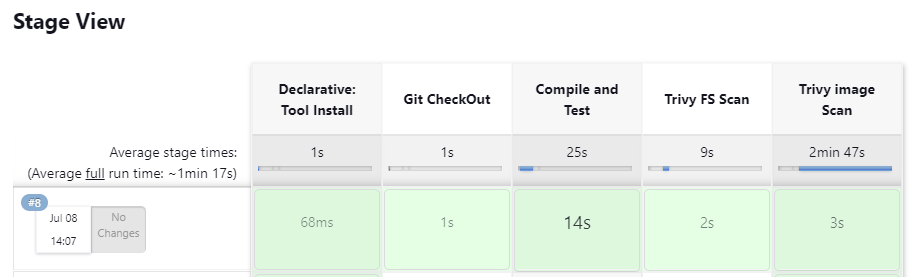 Stage View
Declarative: Tool Install
Git CheckOut
Compile and Test
Trivy FS Scan
Trivy image Scan
Average stage times:
(Average full run time: ~1min 17s)
1s
1s
25s
9s
2min 47s
#8
Jul 08
14:07
No Changes
68ms
1s
14s
2s
3s